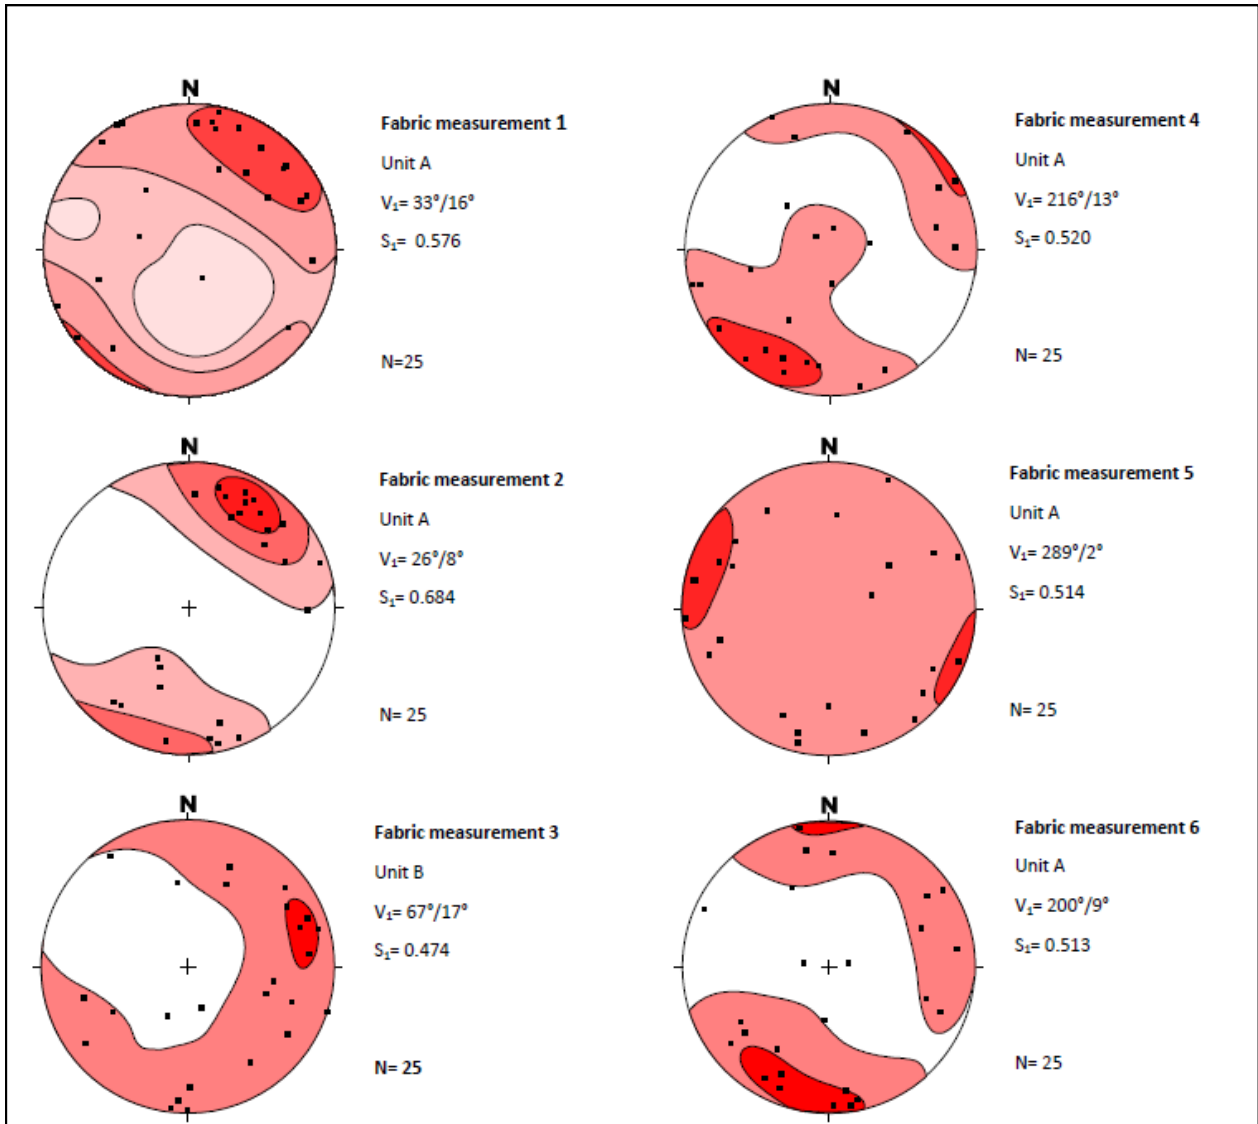 N
Fabric measurement 1
Unit A
V₁= 33°/16°
S₁= 0.576
N=25
N
Fabric measurement 2
Unit A
V₁= 26°/8°
S₁= 0.684
N= 25
N
Fabric measurement 3
Unit B
V₁= 67°/17°
S₁= 0.474
N= 25
N
Fabric measurement 4
Unit A
V₁= 216°/13°
S₁= 0.520
N= 25
N
Fabric measurement 5
Unit A
V₁= 289°/2°
S₁= 0.514
N= 25
N
Fabric measurement 6
Unit A
V₁= 200°/9°
S₁= 0.513
N= 25